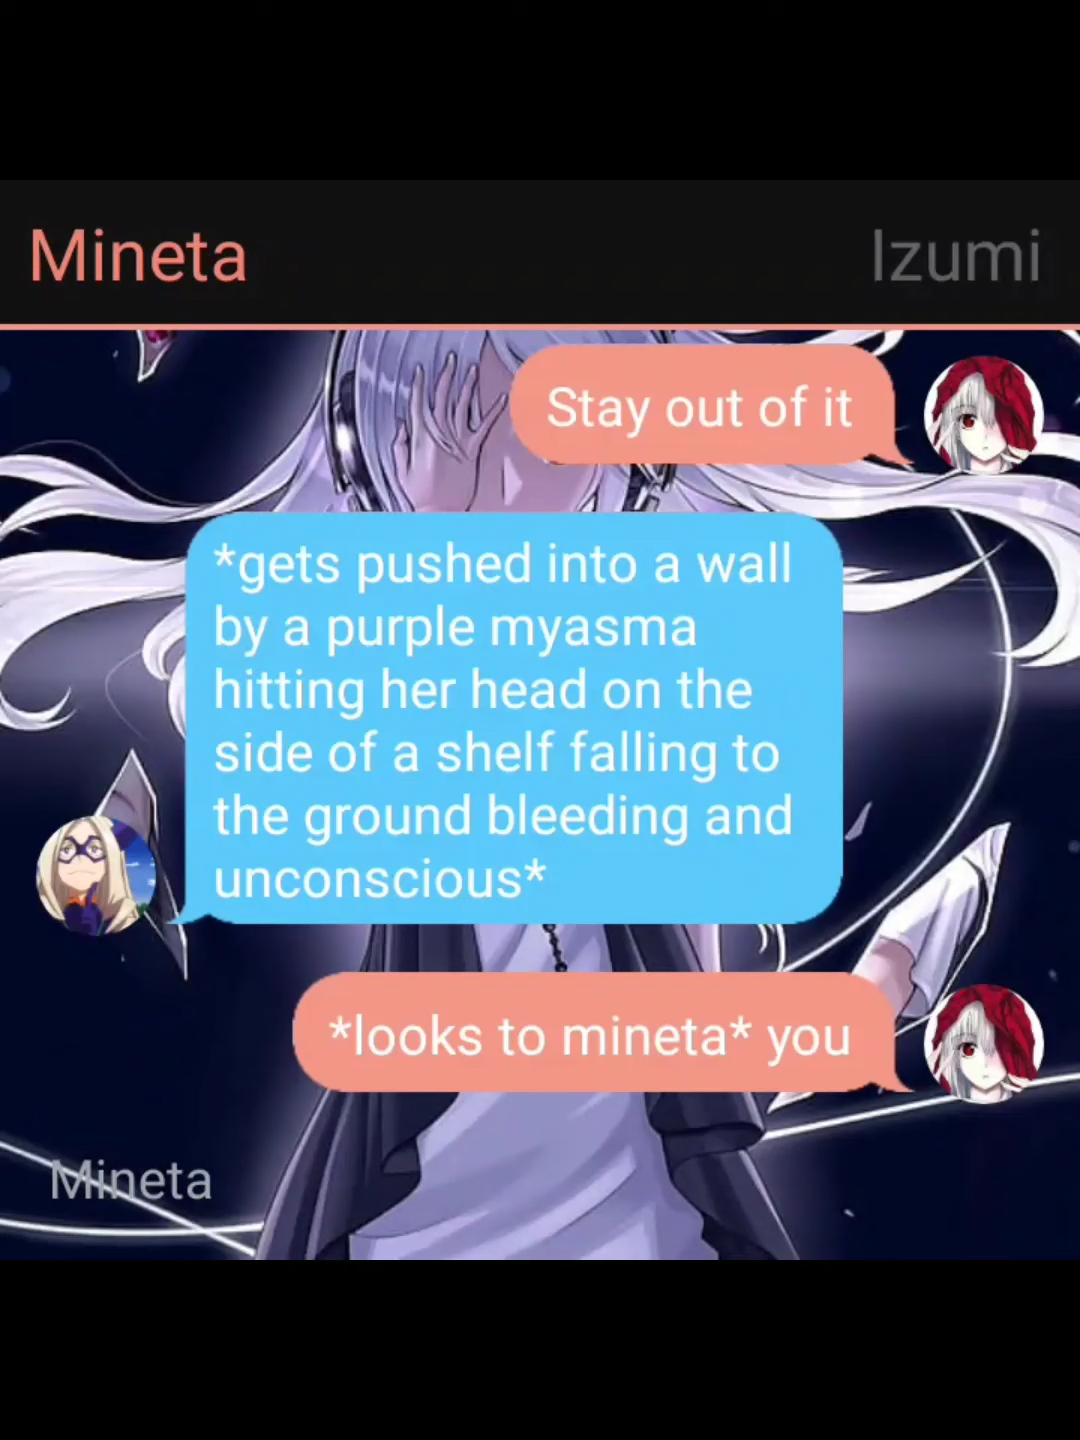 Mineta Izumi
Stay out of it
*gets pushed into a wall
by a purple myasma
hitting her head on the
side of a shelf falling to
the ground bleeding and
unconscious*
*looks to mineta* you
Mineta